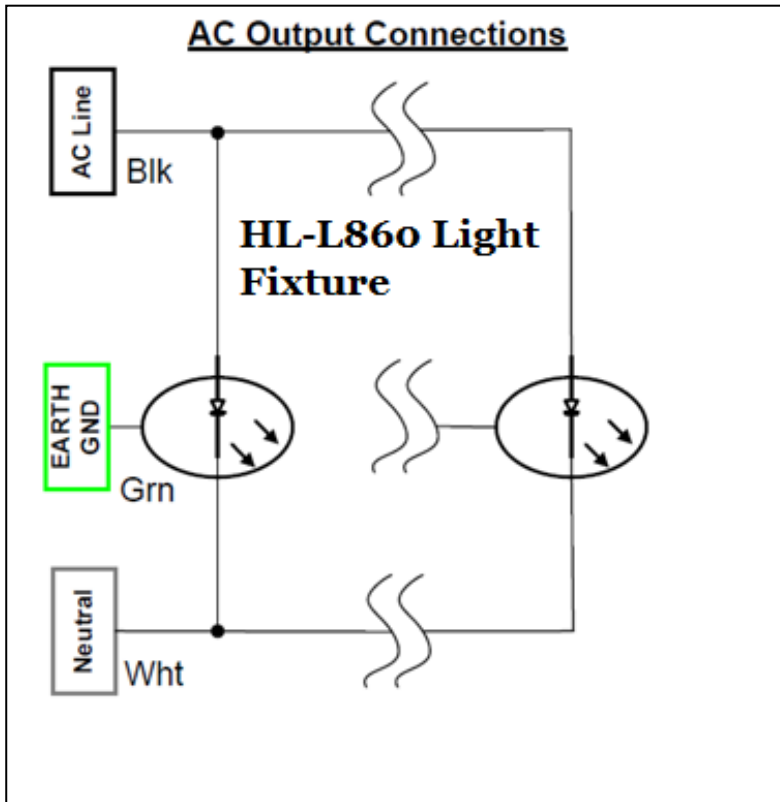 AC Output Connections
AC Line
Blk
HL-L860 Light
Fixture
EARTH
GND
Grn
Neutral
Wht